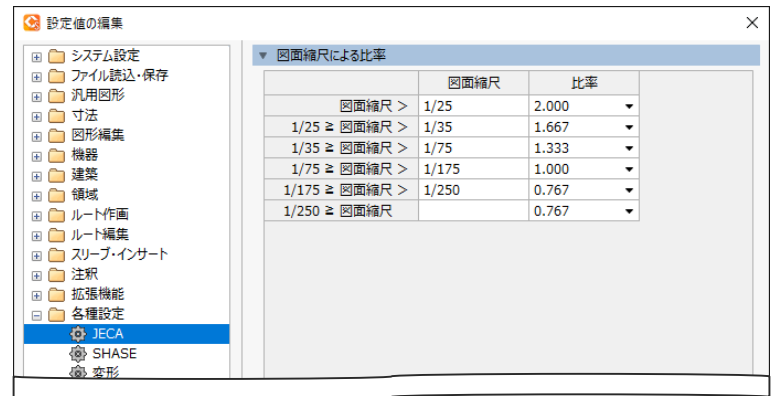 設定値の編集
システム設定
ファイル読込・保存
汎用図形
寸法
図形編集
機器
建築
領域
ルート作画
ルート編集
スリーブ・インサート
注釈
拡張機能
各種設定
JECA
SHASE
変形
図面縮尺による比率
図面縮尺 比率
図面縮尺 > 1/25 2.000
1/25 ≧ 図面縮尺 > 1/35 1.667
1/35 ≧ 図面縮尺 > 1/75 1.333
1/75 ≧ 図面縮尺 > 1/175 1.000
1/175 ≧ 図面縮尺 > 1/250 0.767
1/250 ≧ 図面縮尺 0.767